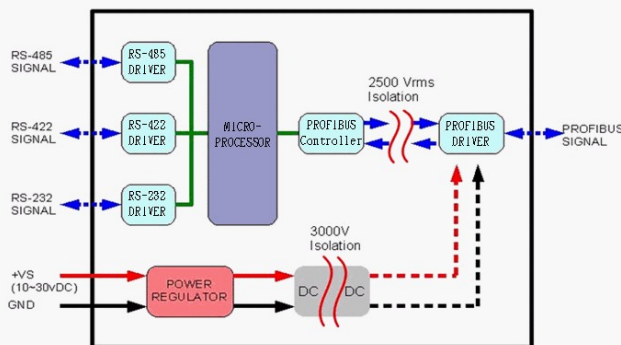 RS-485
SIGNAL
RS-485
DRIVER
RS-422
SIGNAL
RS-422
DRIVER
RS-232
SIGNAL
RS-232
DRIVER
MICRO-
PROCESSOR
PROFIBUS
Controller
2500 Vrms
Isolation
PROFIBUS
DRIVER
PROFIBUS
SIGNAL
+VS
(10~30vDC)
GND
POWER
REGULATOR
3000V
Isolation
DC
DC